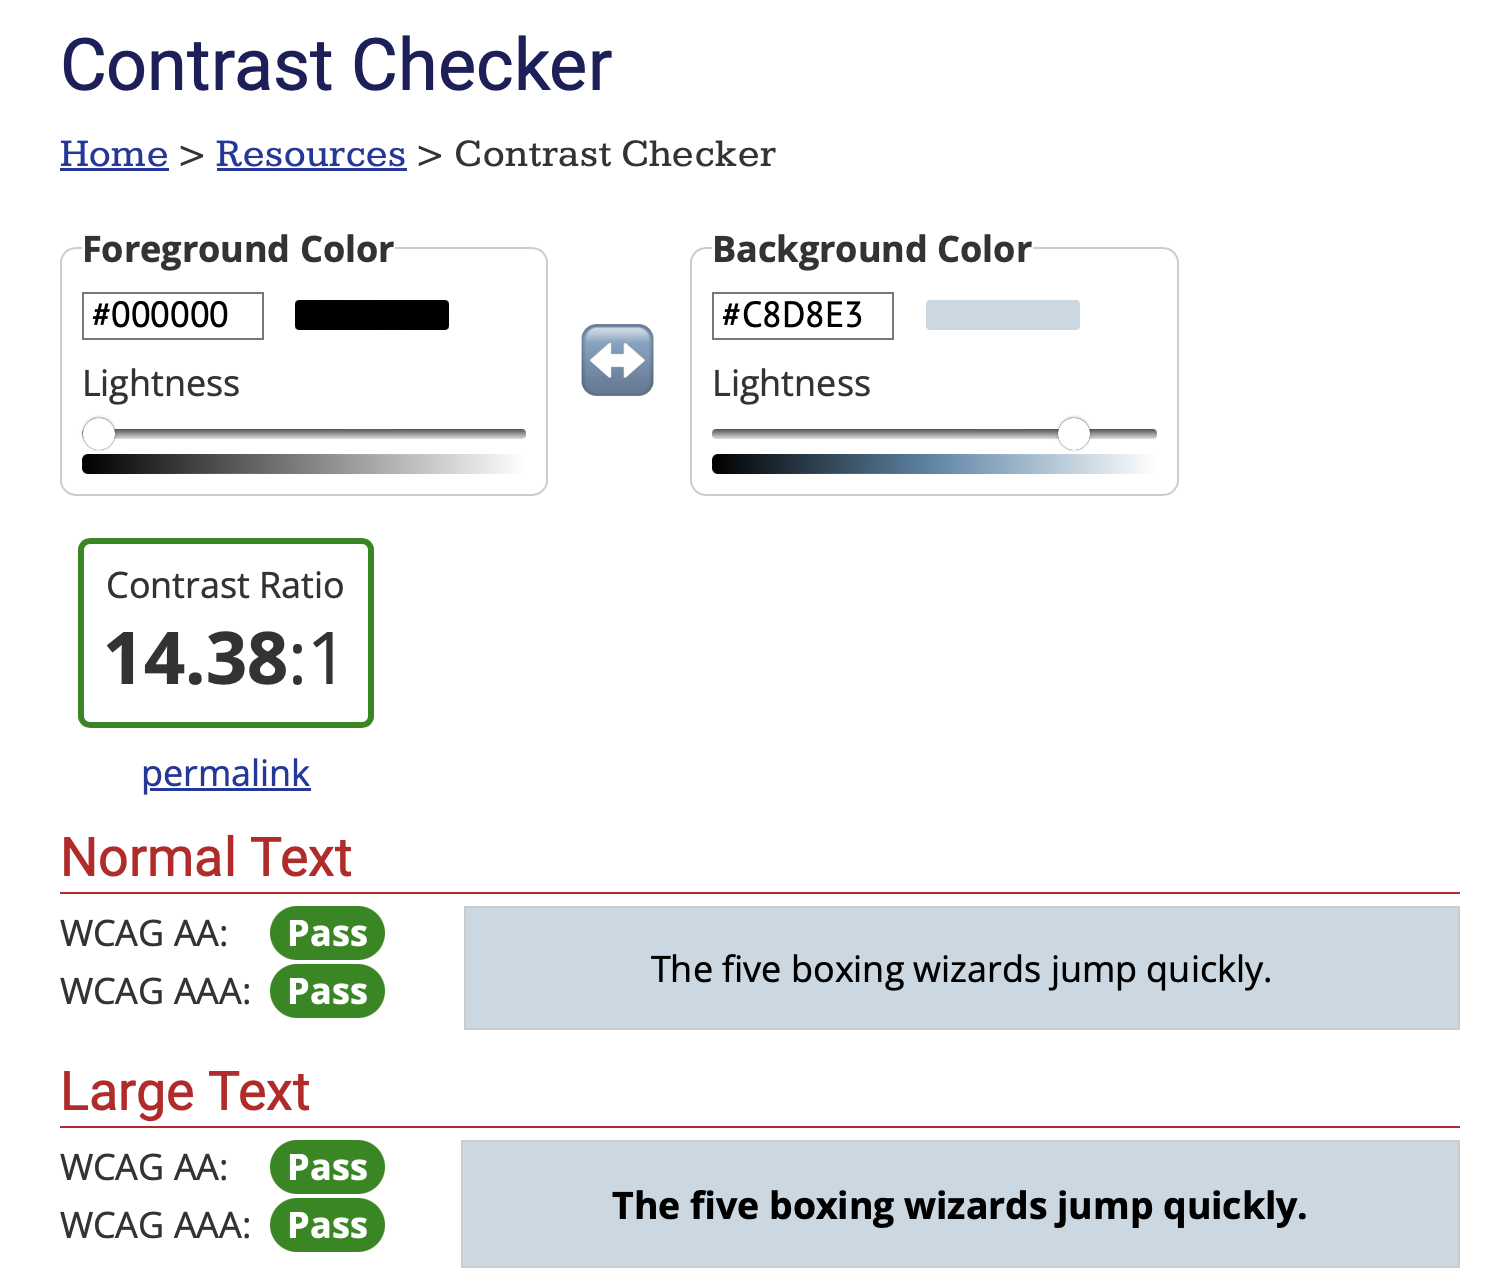 Contrast Checker
Home > Resources > Contrast Checker
Foreground Color
#000000
Lightness
Background Color
#C8D8E3
Lightness
Contrast Ratio
14.38:1
permalink
Normal Text
WCAG AA: Pass
WCAG AAA: Pass
The five boxing wizards jump quickly.
Large Text
WCAG AA: Pass
WCAG AAA: Pass
The five boxing wizards jump quickly.